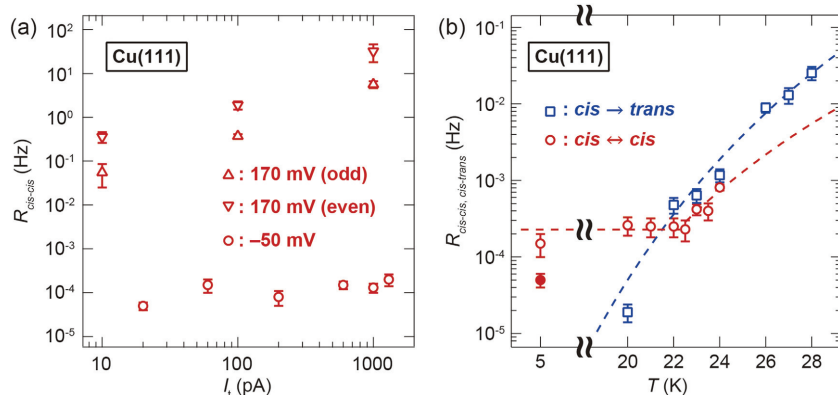 (a)
Cu(111)
R_cis-cis (Hz)
10^2
10^1
10^0
10^-1
10^-2
10^-3
10^-4
10^-5
△ : 170 mV (odd)
▽ : 170 mV (even)
○ : –50 mV
10
100
1000
I_t (pA)
(b)
Cu(111)
R_cis-cis, cis-trans (Hz)
10^-1
10^-2
10^-3
10^-4
10^-5
□ : cis → trans
○ : cis ↔ cis
5
20
22
24
26
28
T (K)